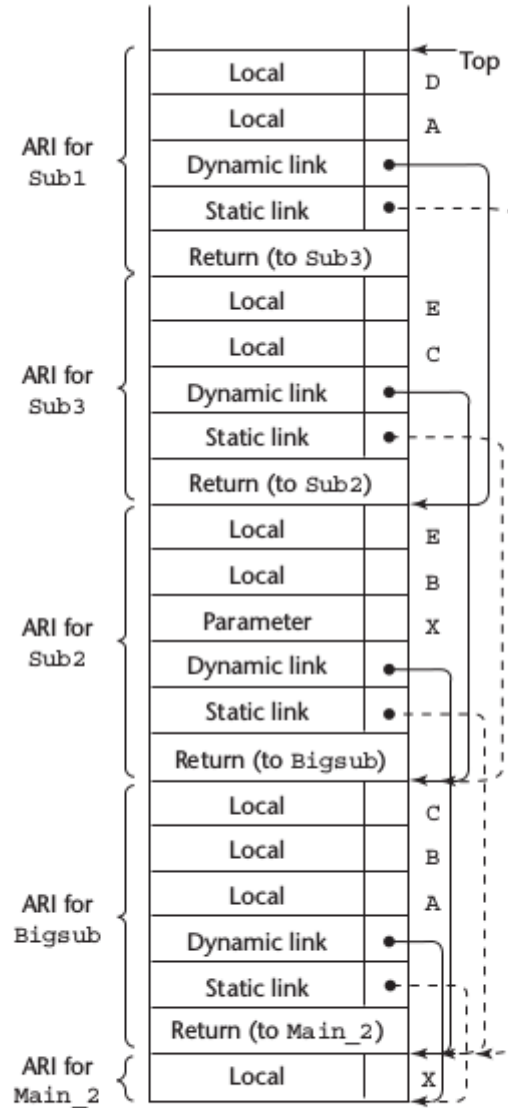 Top
Local D
Local A
ARI for
Sub1
Dynamic link
Static link
Return (to Sub3)
Local E
Local C
ARI for
Sub3
Dynamic link
Static link
Return (to Sub2)
Local E
Local B
ARI for
Sub2
Parameter X
Dynamic link
Static link
Return (to Bigsub)
Local C
Local B
Local A
ARI for
Bigsub
Dynamic link
Static link
Return (to Main_2)
ARI for
Main_2
Local X